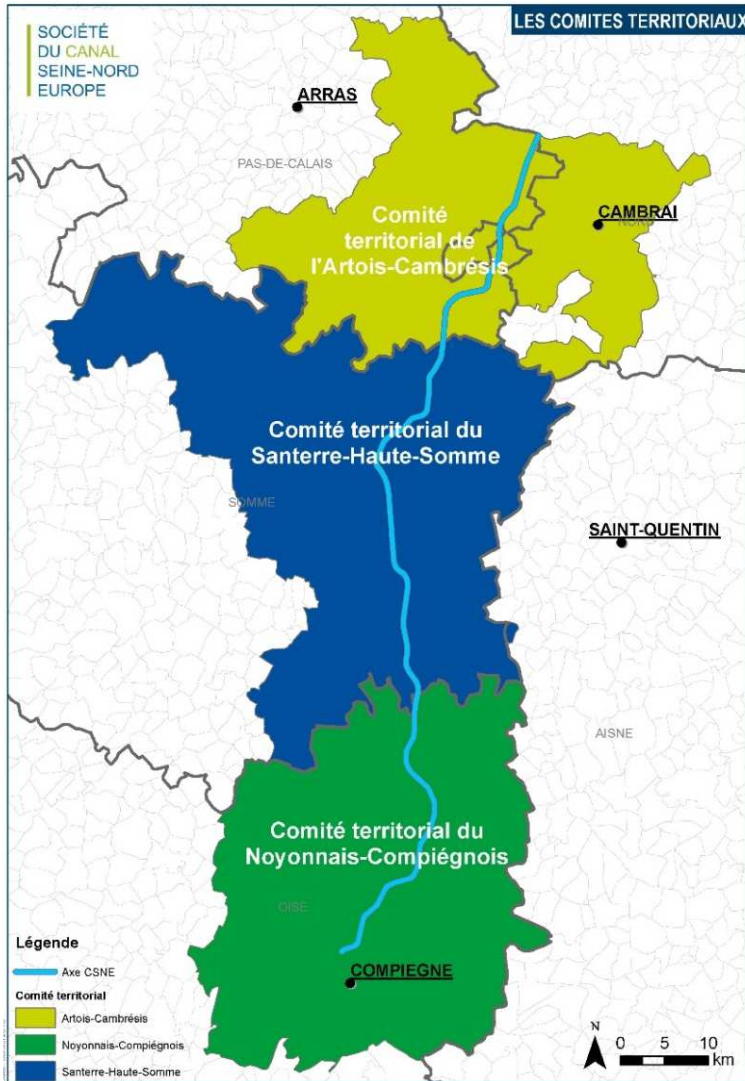 SOCIÉTÉ
DU CANAL
SEINE-NORD
EUROPE
LES COMITES TERRITORIAUX
ARRAS
PAS-DE-CALAIS
CAMBRAI
NORD
Comité
territorial de
l'Artois-Cambrésis
Comité territorial du
Santerre-Haute-Somme
SOMME
SAINT-QUENTIN
AISNE
Comité territorial du
Noyonnais-Compiégnois
OISE
COMPIEGNE
Légende
Axe CSNE
Comité territorial
Artois-Cambrésis
Noyonnais-Compiégnois
Santerre-Haute-Somme
N
0 5 10
km